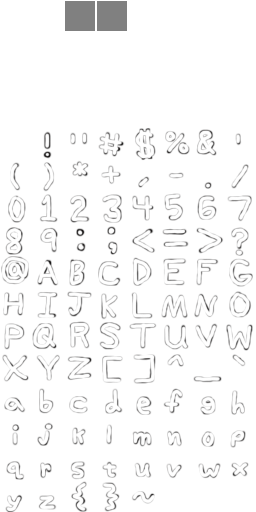 ! " # $ % & '
( ) * + , - . /
0 1 2 3 4 5 6 7
8 9 : ; < = > ?
@ A B C D E F G
H I J K L M N O
P Q R S T U V W
X Y Z [ ] ^ _ `
a b c d e f g h
i j k l m n o p
q r s t u v w x
y z { } ~